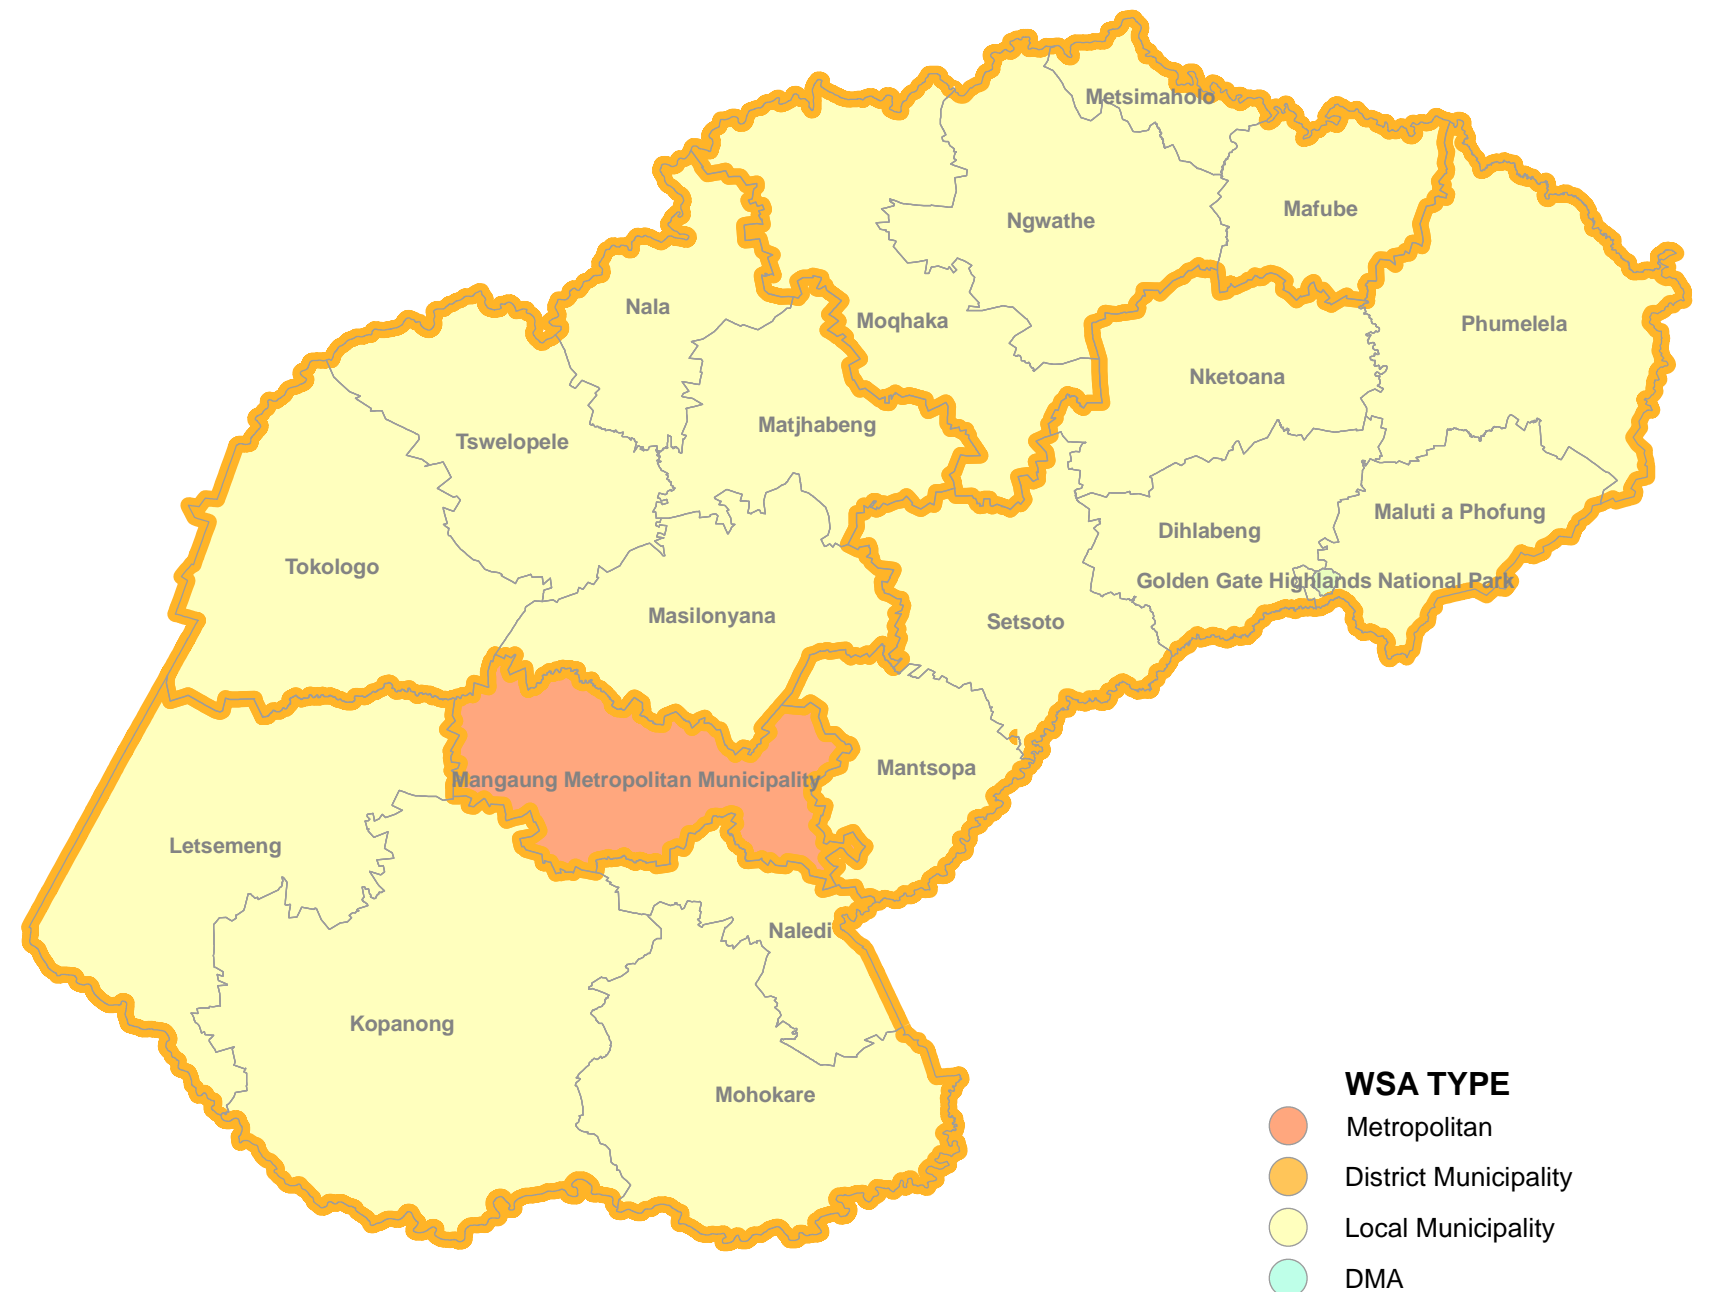 Metsimaholo
Mafube
Ngwathe
Nala
Moqhaka
Phumelela
Nketoana
Matjhabeng
Tswelopele
Maluti a Phofung
Dihlabeng
Tokologo
Golden Gate Highlands National Park
Masilonyana
Setsoto
Mantsopa
Mangaung Metropolitan Municipality
Letsemeng
Naledi
Kopanong
Mohokare
WSA TYPE
Metropolitan
District Municipality
Local Municipality
DMA